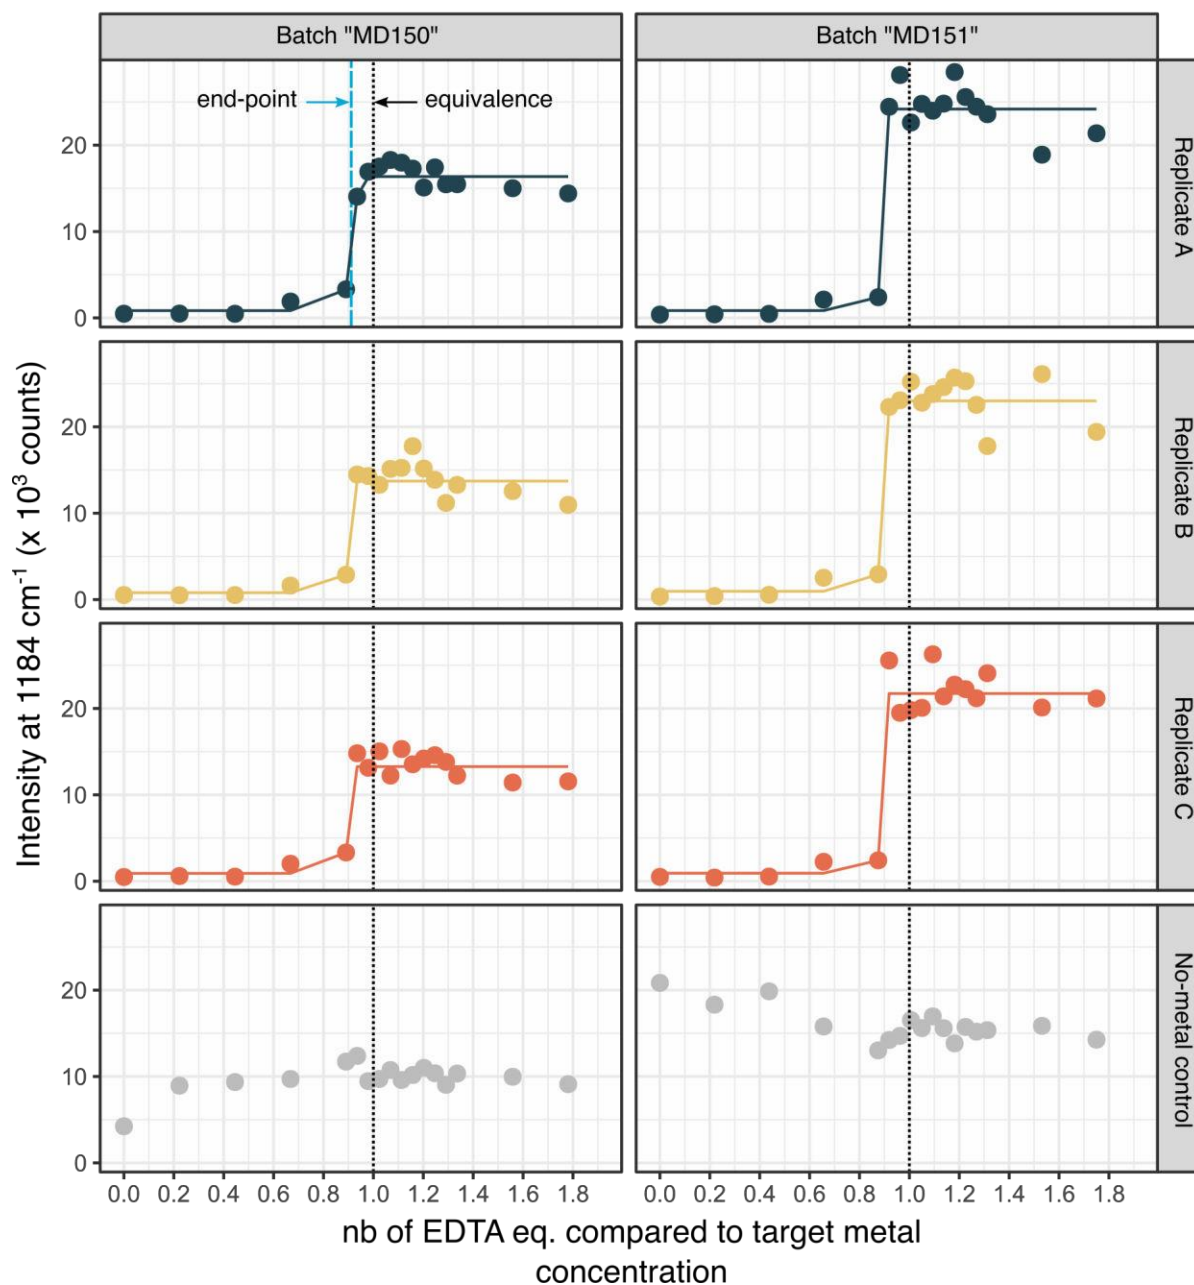 Batch "MD150"
Batch "MD151"
end-point
equivalence
20
10
0
Replicate A
20
10
0
Replicate B
Intensity at 1184 cm⁻¹ (x 10³ counts)
20
10
0
Replicate C
20
10
0
No-metal control
0.0 0.2 0.4 0.6 0.8 1.0 1.2 1.4 1.6 1.8
0.0 0.2 0.4 0.6 0.8 1.0 1.2 1.4 1.6 1.8
nb of EDTA eq. compared to target metal
concentration